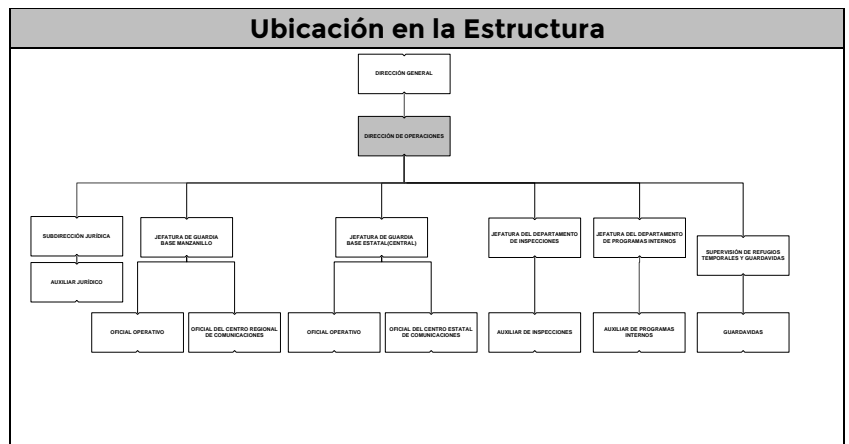 Ubicación en la Estructura
DIRECCIÓN GENERAL
DIRECCIÓN DE OPERACIONES
SUBDIRECCIÓN JURÍDICA
AUXILIAR JURÍDICO
JEFATURA DE GUARDIA
BASE MANZANILLO
JEFATURA DE GUARDIA
BASE ESTATAL(CENTRAL)
JEFATURA DEL DEPARTAMENTO
DE INSPECCIONES
JEFATURA DEL DEPARTAMENTO
DE PROGRAMAS INTERNOS
SUPERVISIÓN DE REFUGIOS
TEMPORALES Y GUARDAVIDAS
OFICIAL OPERATIVO
OFICIAL DEL CENTRO REGIONAL
DE COMUNICACIONES
OFICIAL OPERATIVO
OFICIAL DEL CENTRO ESTATAL
DE COMUNICACIONES
AUXILIAR DE INSPECCIONES
AUXILIAR DE PROGRAMAS
INTERNOS
GUARDAVIDAS